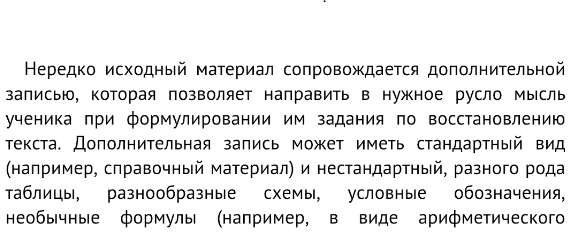 Нередко исходный материал сопровождается дополнительной
записью, которая позволяет направить в нужное русло мысль
ученика при формулировании им задания по восстановлению
текста. Дополнительная запись может иметь стандартный вид
(например, справочный материал) и нестандартный, разного рода
таблицы, разнообразные схемы, условные обозначения,
необычные формулы (например, в виде арифметического